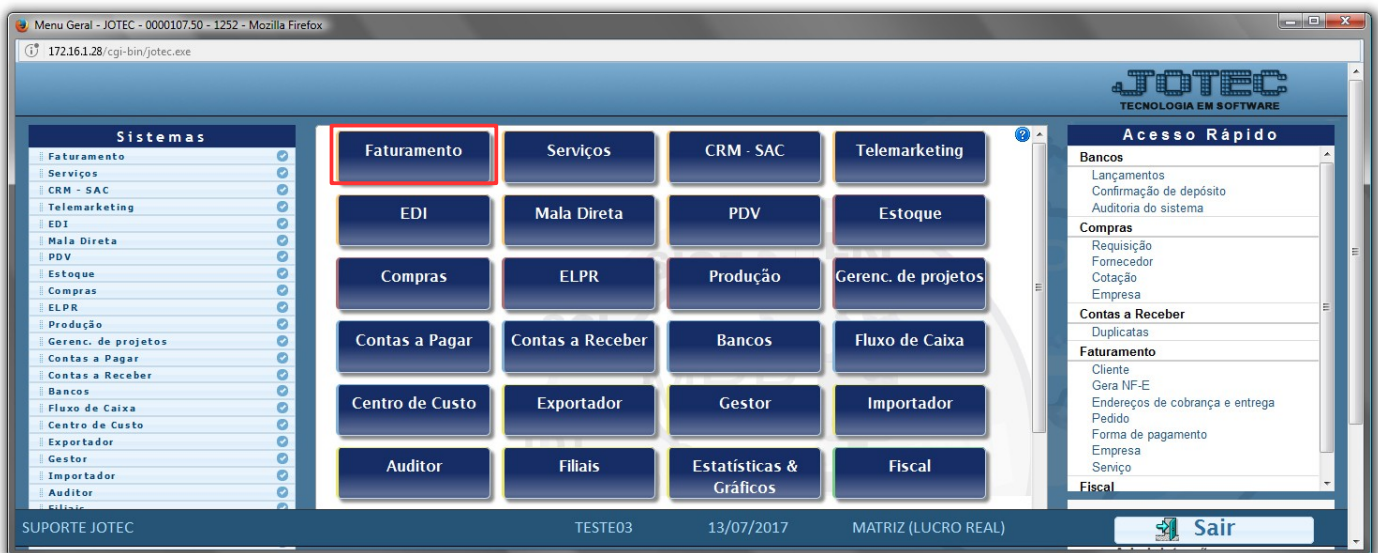 Menu Geral - JOTEC - 0000107.50 - 1252 - Mozilla Firefox
172.16.1.28/cgi-bin/jotec.exe
JOTEC
TECNOLOGIA EM SOFTWARE
Sistemas
Faturamento
Serviços
CRM - SAC
Telemarketing
EDI
Mala Direta
PDV
Estoque
Compras
ELPR
Produção
Gerenc. de projetos
Contas a Pagar
Contas a Receber
Bancos
Fluxo de Caixa
Centro de Custo
Exportador
Gestor
Importador
Auditor
Filiais
Faturamento Serviços CRM - SAC Telemarketing
EDI Mala Direta PDV Estoque
Compras ELPR Produção Gerenc. de projetos
Contas a Pagar Contas a Receber Bancos Fluxo de Caixa
Centro de Custo Exportador Gestor Importador
Auditor Filiais Estatísticas & Fiscal
Gráficos
Acesso Rápido
Bancos
Lançamentos
Confirmação de depósito
Auditoria do sistema
Compras
Requisição
Fornecedor
Cotação
Empresa
Contas a Receber
Duplicatas
Faturamento
Cliente
Gera NF-E
Endereços de cobrança e entrega
Pedido
Forma de pagamento
Empresa
Serviço
Fiscal
SUPORTE JOTEC TESTE03 13/07/2017 MATRIZ (LUCRO REAL) Sair